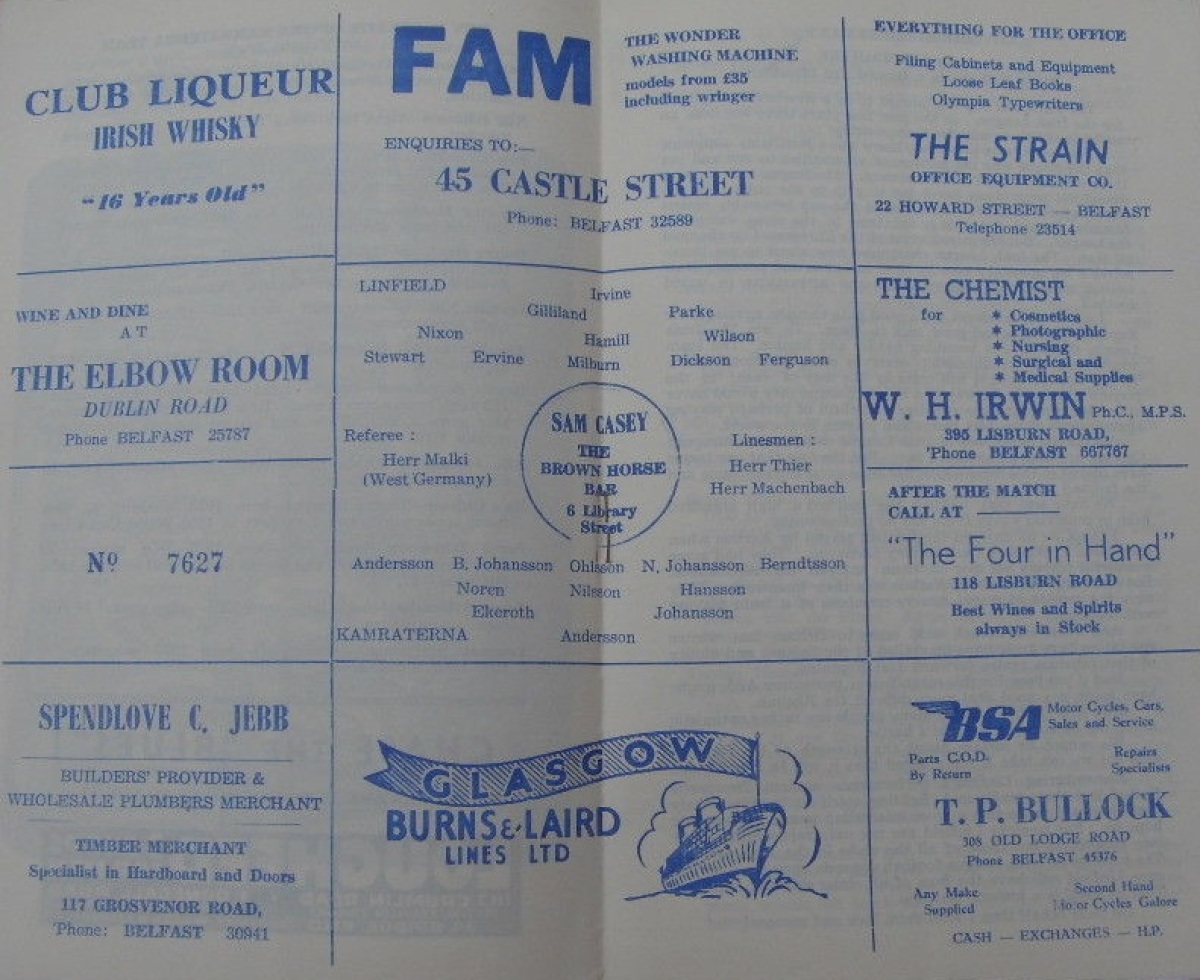 CLUB LIQUEUR
IRISH WHISKY
"16 Years Old"
FAM
THE WONDER
WASHING MACHINE
models from £35
including wringer
ENQUIRIES TO:—
45 CASTLE STREET
Phone: BELFAST 32589
EVERYTHING FOR THE OFFICE
Filing Cabinets and Equipment
Loose Leaf Books
Olympia Typewriters
THE STRAIN
OFFICE EQUIPMENT CO.
22 HOWARD STREET — BELFAST
Telephone 23514
WINE AND DINE
AT
THE ELBOW ROOM
DUBLIN ROAD
Phone BELFAST 25787
LINFIELD Irvine
Gilliland Parke
Nixon Hamill Wilson
Stewart Ervine Milburn Dickson Ferguson
Referee :
Herr Malki
(West Germany)
SAM CASEY
THE
BROWN HORSE
BAR
6 Library
Street
Linesmen :
Herr Thier
Herr Machenbach
Andersson B. Johansson Ohlsson N. Johansson Berndtsson
Noren Nilsson Hansson
Ekeroth Johansson
KAMRATERNA Andersson
THE CHEMIST
for * Cosmetics
* Photographic
* Nursing
* Surgical and
* Medical Supplies
W. H. IRWIN Ph.C., M.P.S.
395 LISBURN ROAD,
'Phone BELFAST 667767
AFTER THE MATCH
CALL AT
"The Four in Hand"
118 LISBURN ROAD
Best Wines and Spirits
always in Stock
Nº 7627
SPENDLOVE C. JEBB
BUILDERS' PROVIDER &
WHOLESALE PLUMBERS MERCHANT
TIMBER MERCHANT
Specialist in Hardboard and Doors
117 GROSVENOR ROAD,
'Phone: BELFAST 30941
GLASGOW
BURNS & LAIRD
LINES LTD
BSA Motor Cycles, Cars,
Sales and Service
Parts C.O.D. Repairs
By Return Specialists
T. P. BULLOCK
308 OLD LODGE ROAD
Phone BELFAST 45376
Any Make Second Hand
Supplied Motor Cycles Galore
CASH — EXCHANGES — H.P.